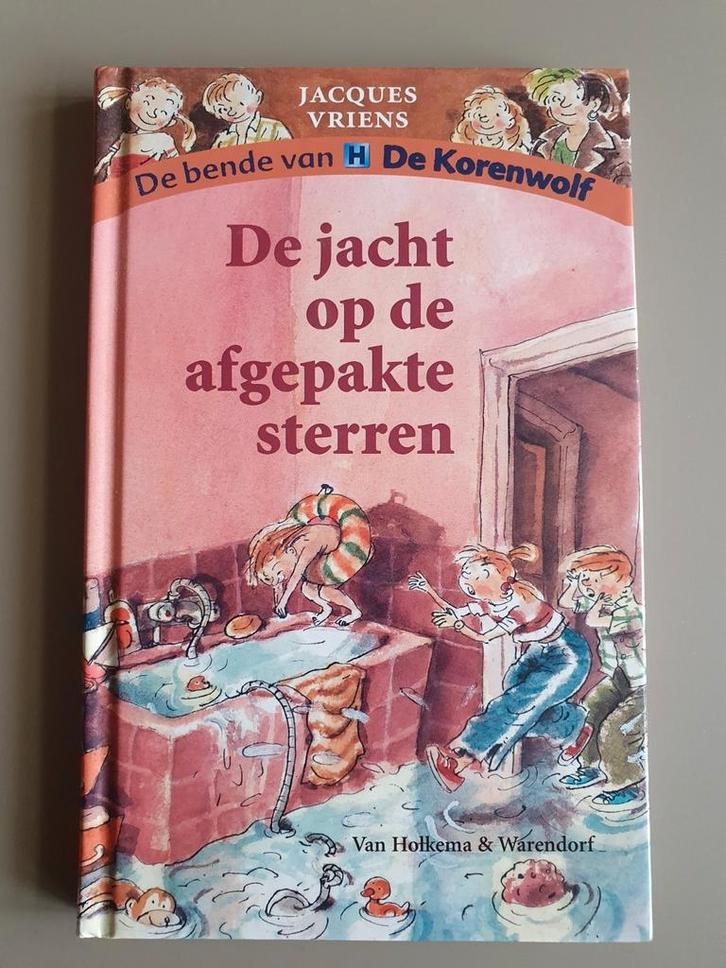 JACQUES
VRIENS
De bende van H De Korenwolf
De jacht
op de
afgepakte
sterren
Van Holkema & Warendorf